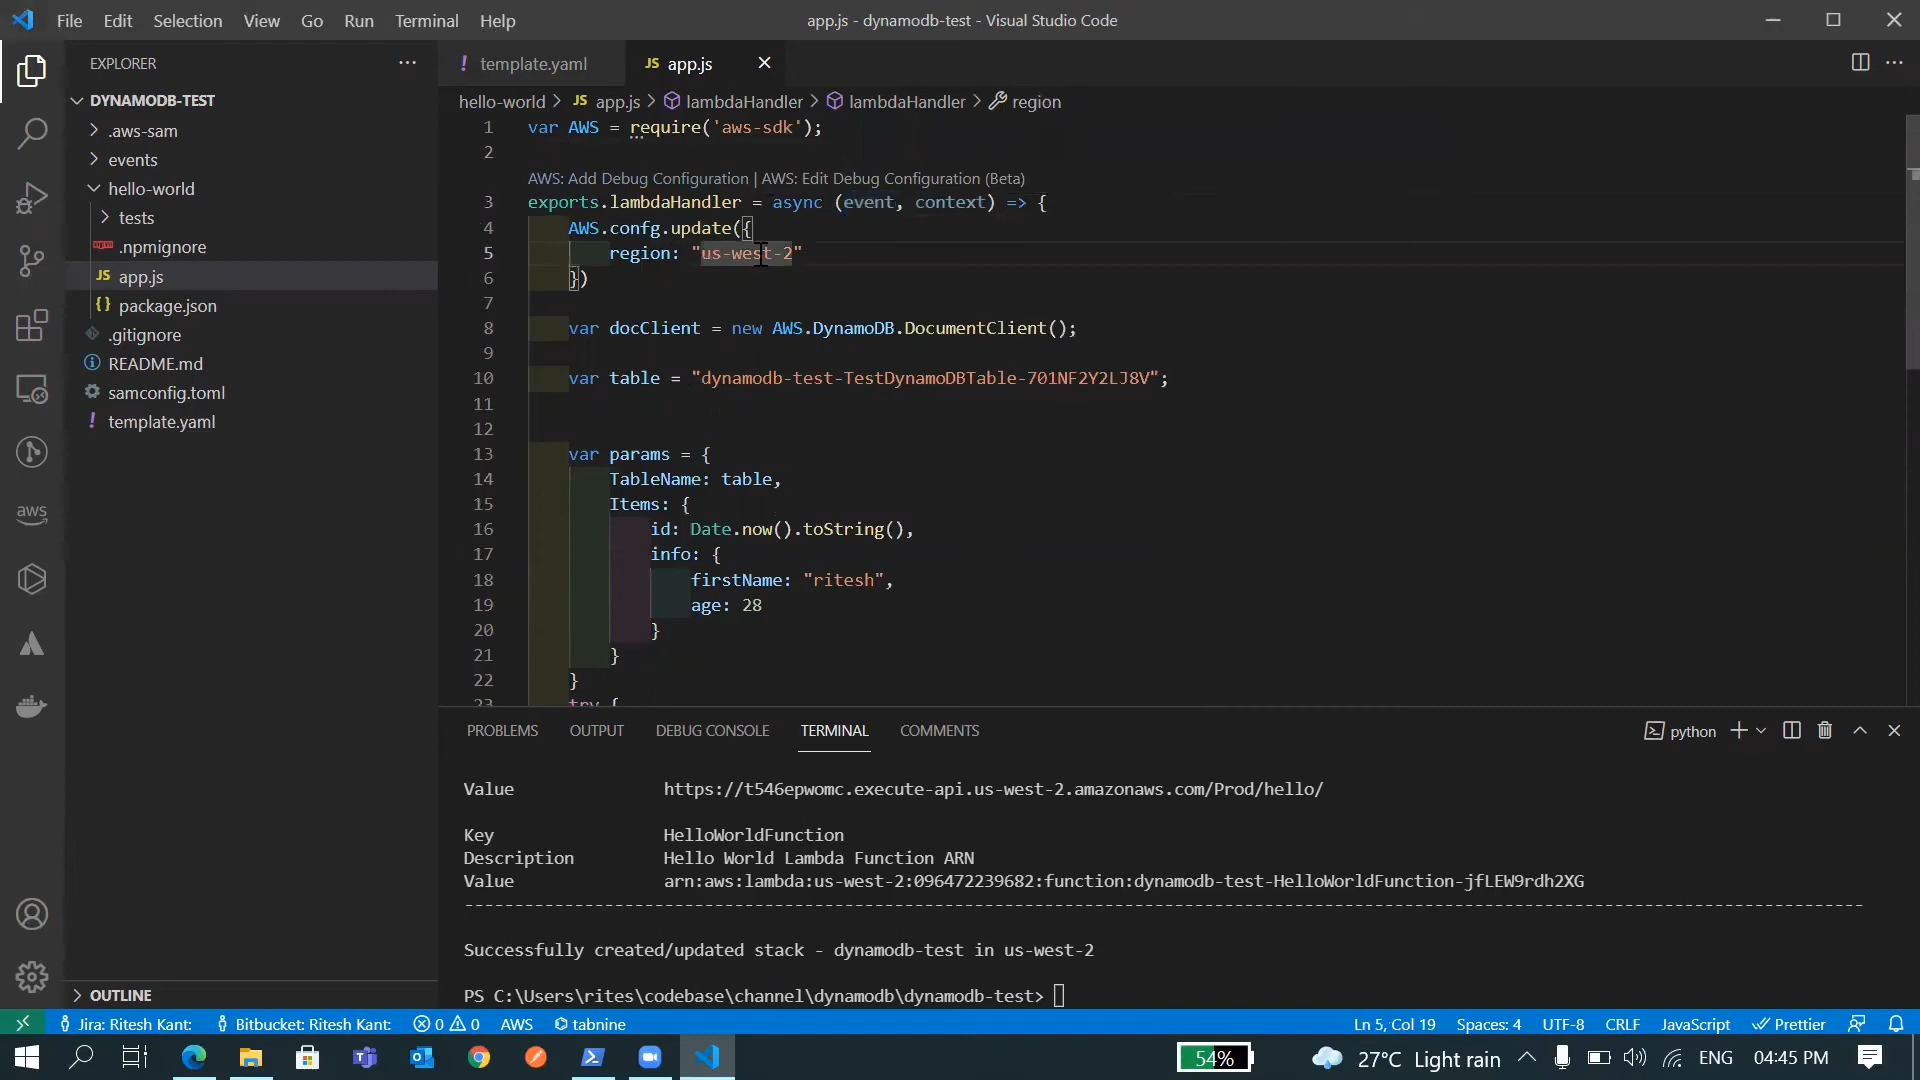 File Edit Selection View Go Run Terminal Help
app.js - dynamodb-test - Visual Studio Code
EXPLORER
! template.yaml
JS app.js
DYNAMODB-TEST
.aws-sam
events
hello-world
tests
.npmignore
JS app.js
{} package.json
.gitignore
README.md
samconfig.toml
! template.yaml
aws
OUTLINE
hello-world > JS app.js > lambdaHandler > lambdaHandler > region
1 var AWS = require('aws-sdk');
2
AWS: Add Debug Configuration | AWS: Edit Debug Configuration (Beta)
3 exports.lambdaHandler = async (event, context) => {
4 AWS.confg.update({
5 region: "us-west-2"
6 })
7
8 var docClient = new AWS.DynamoDB.DocumentClient();
9
10 var table = "dynamodb-test-TestDynamoDBTable-701NF2Y2LJ8V";
11
12
13 var params = {
14 TableName: table,
15 Items: {
16 id: Date.now().toString(),
17 info: {
18 firstName: "ritesh",
19 age: 28
20 }
21 }
22 }
23 try {
PROBLEMS OUTPUT DEBUG CONSOLE TERMINAL COMMENTS
python
Value https://t546epwomc.execute-api.us-west-2.amazonaws.com/Prod/hello/
Key HelloWorldFunction
Description Hello World Lambda Function ARN
Value arn:aws:lambda:us-west-2:096472239682:function:dynamodb-test-HelloWorldFunction-jfLEW9rdh2XG
--------------------------------------------------------------------------------
Successfully created/updated stack - dynamodb-test in us-west-2
PS C:\Users\rites\codebase\channel\dynamodb\dynamodb-test>
Jira: Ritesh Kant: Bitbucket: Ritesh Kant: 0 0 AWS tabnine
Ln 5, Col 19 Spaces: 4 UTF-8 CRLF JavaScript Prettier
54%
27°C Light rain
ENG
04:45 PM